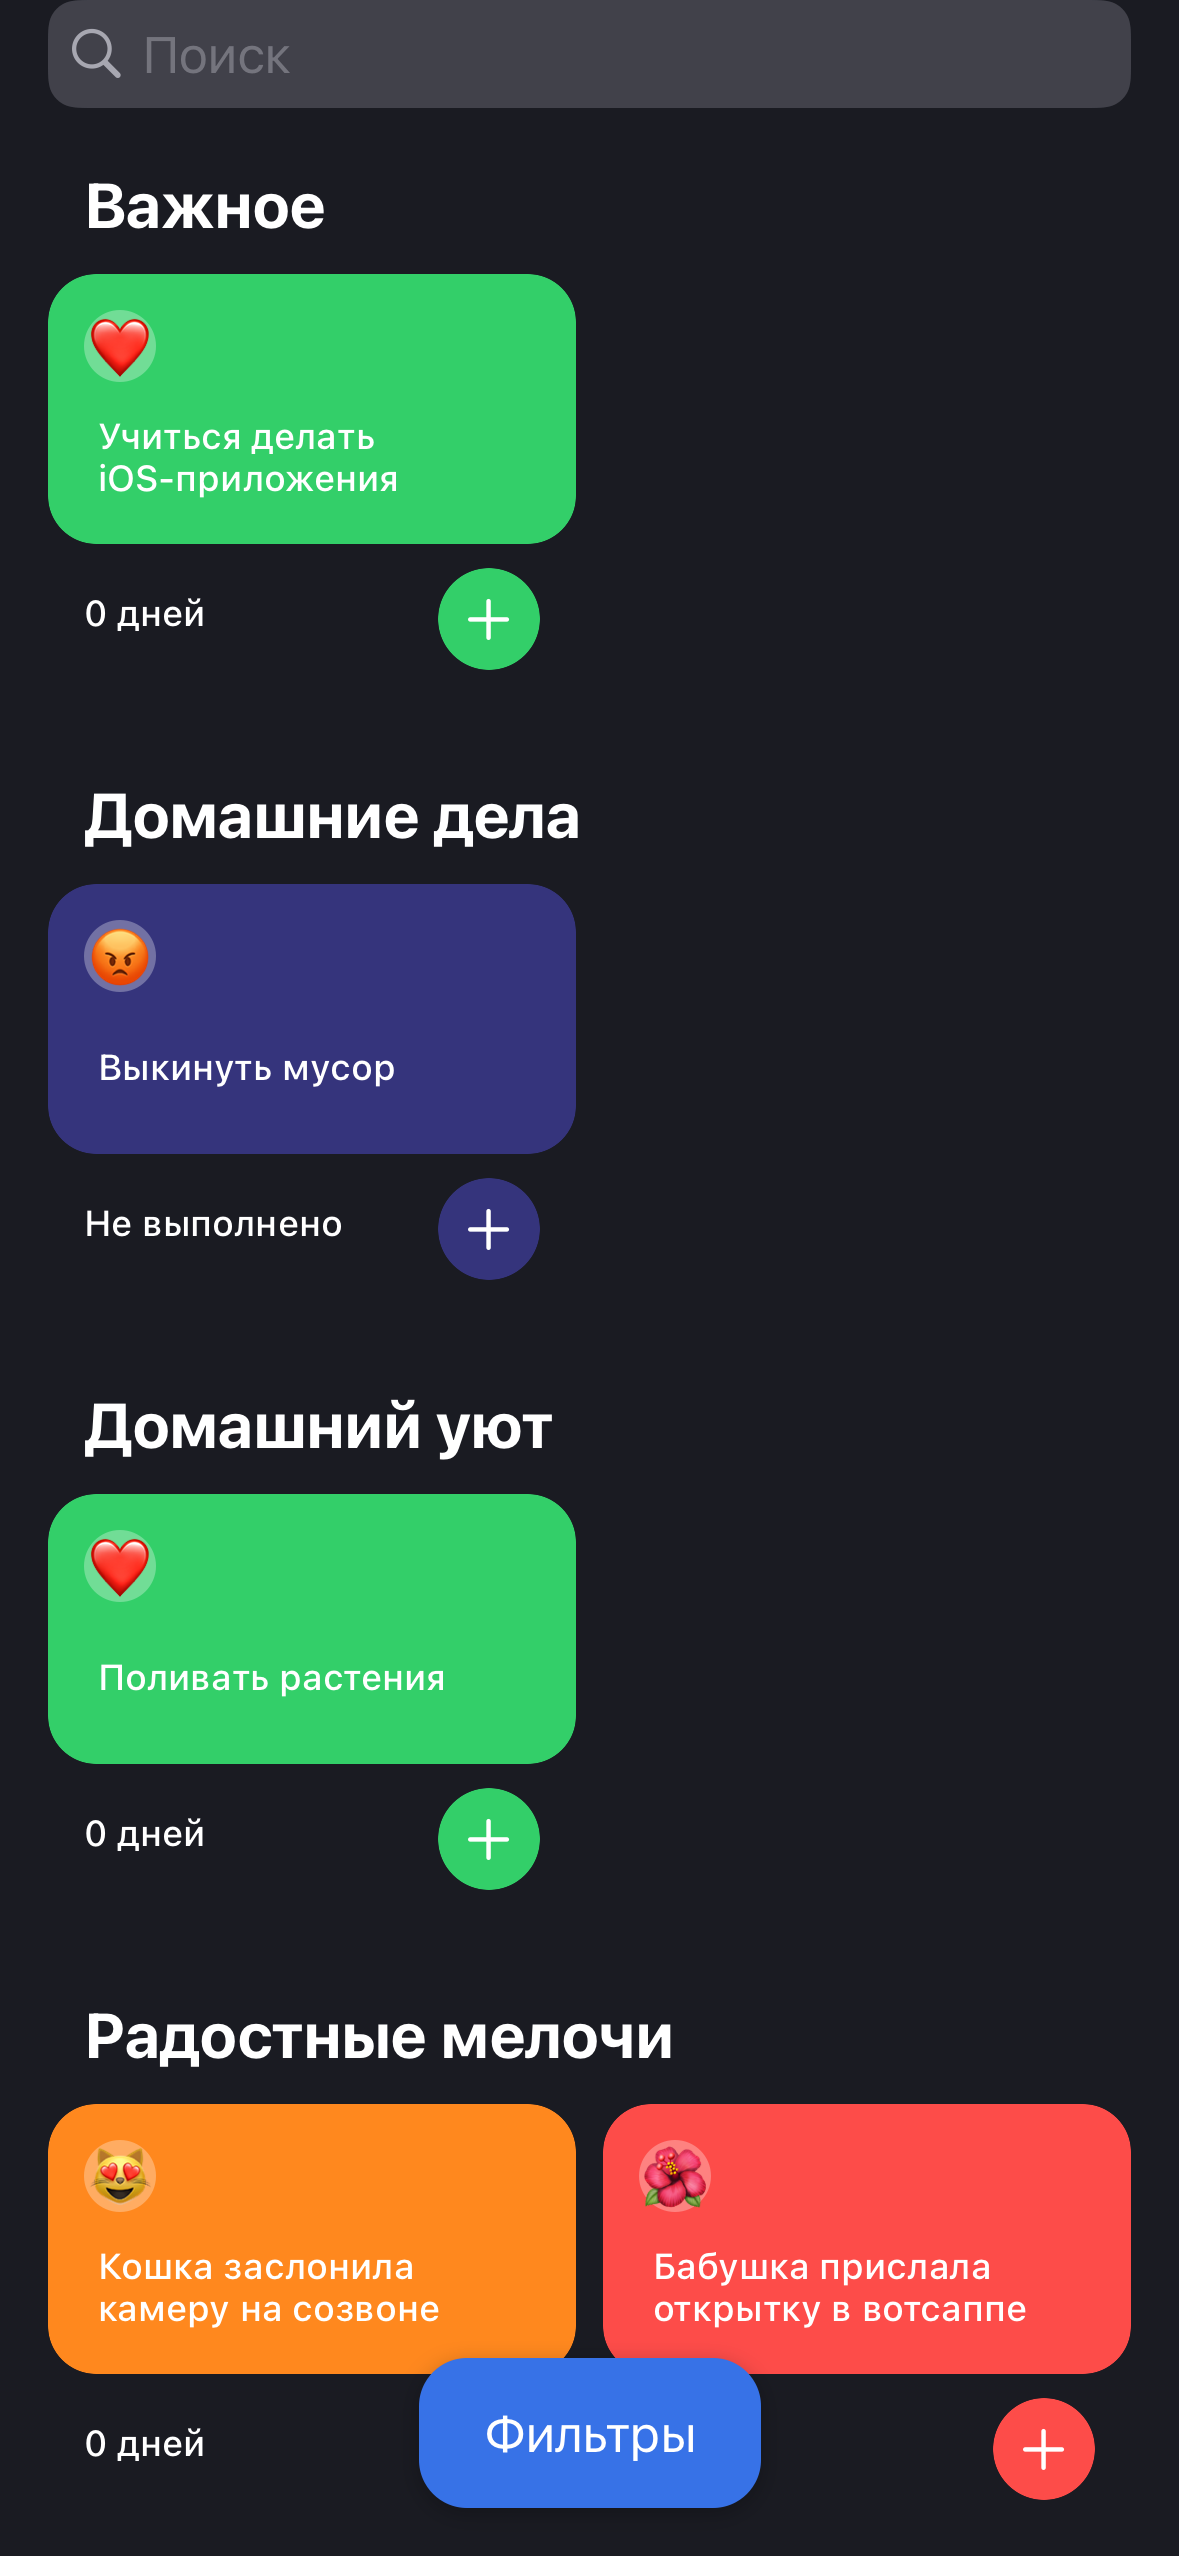 Поиск
Важное
Учиться делать
iOS-приложения
0 дней
Домашние дела
Выкинуть мусор
Не выполнено
Домашний уют
Поливать растения
0 дней
Радостные мелочи
Кошка заслонила
камеру на созвоне
Бабушка прислала
открытку в вотсаппе
0 дней
Фильтры